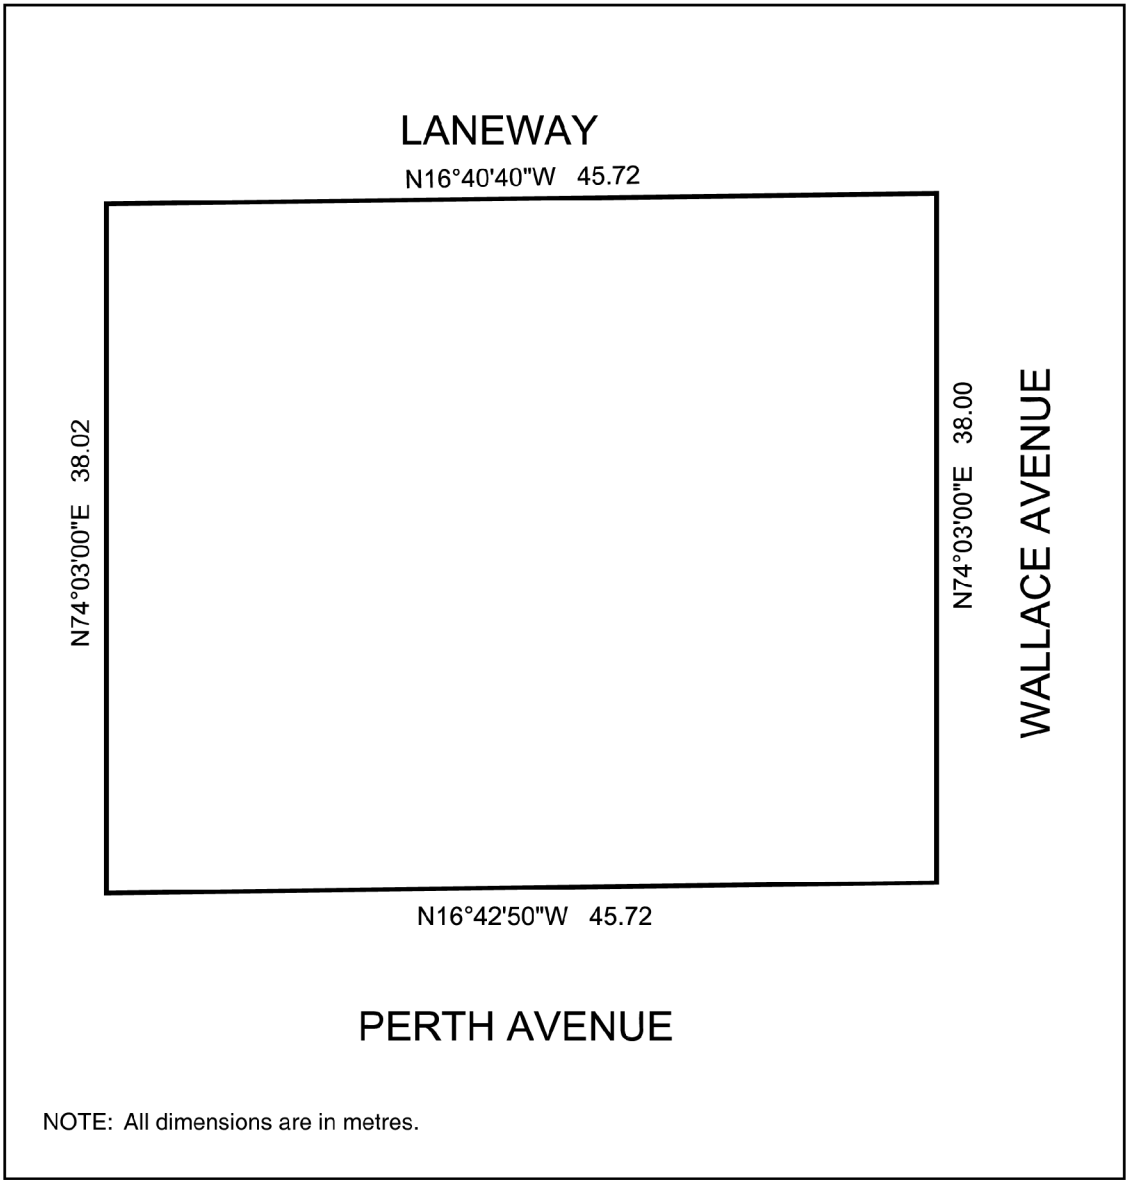 LANEWAY
N16°40'40"W 45.72
N74°03'00"E 38.02
N74°03'00"E 38.00
WALLACE AVENUE
N16°42'50"W 45.72
PERTH AVENUE
NOTE: All dimensions are in metres.